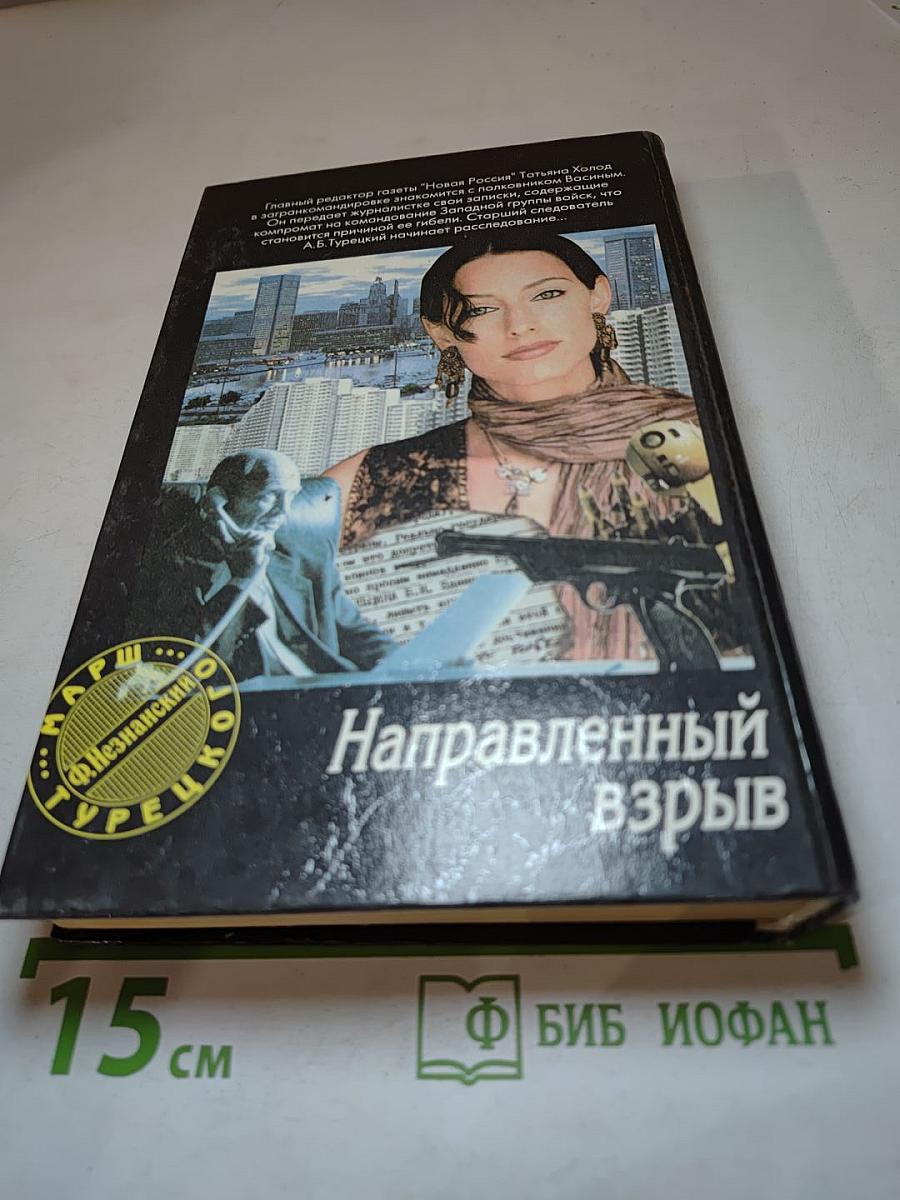 Главный редактор газеты "Новая Россия" Татьяна Холод
в загранкомандировке знакомится с полковником Васиным.
Он передает журналистке свои записки, содержащие
компромат на командование Западной группы войск, что
становится причиной ее гибели. Старший следователь
А.Б.Турецкий начинает расследование...
...МАРШ...
Ф.Незнанский
ТУРЕЦКОГО
Направленный
взрыв
15 см
Ф БИБ ИОФАН